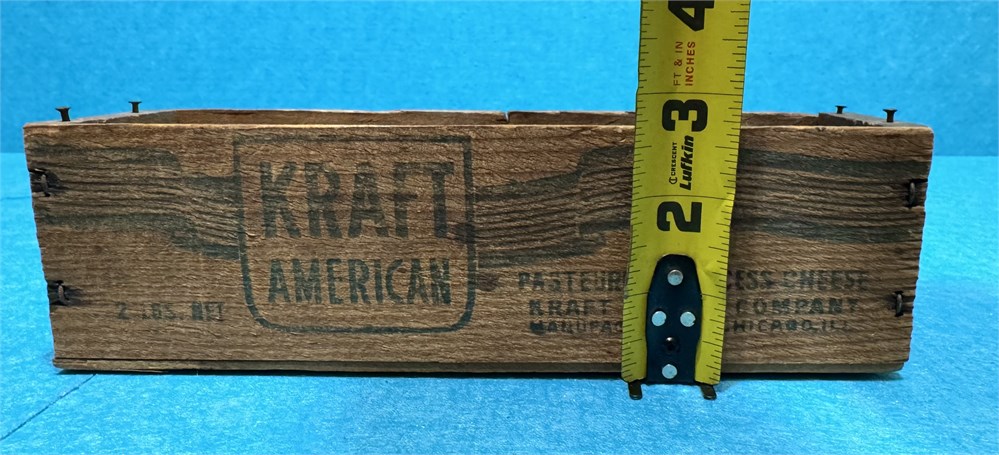 KRAFT
AMERICAN
2 LBS. NET
PASTEUR CESS CHEESE
KRAFT COMPANY
MANUFAC CHICAGO, ILL
4
FT & IN
INCHES
3
CRESCENT
Lufkin
2